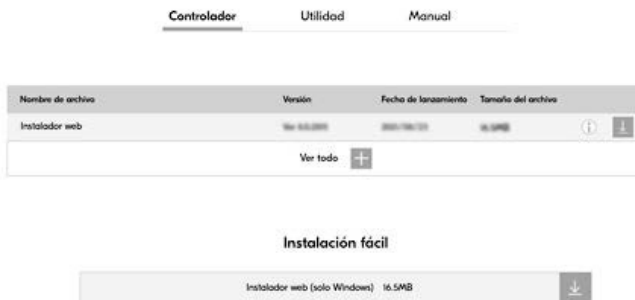 Controlador Utilidad Manual
Nombre de archivo Versión Fecha de lanzamiento Tamaño del archivo
Instalador web
Ver todo
Instalación fácil
Instalador web (solo Windows) 16.5MB